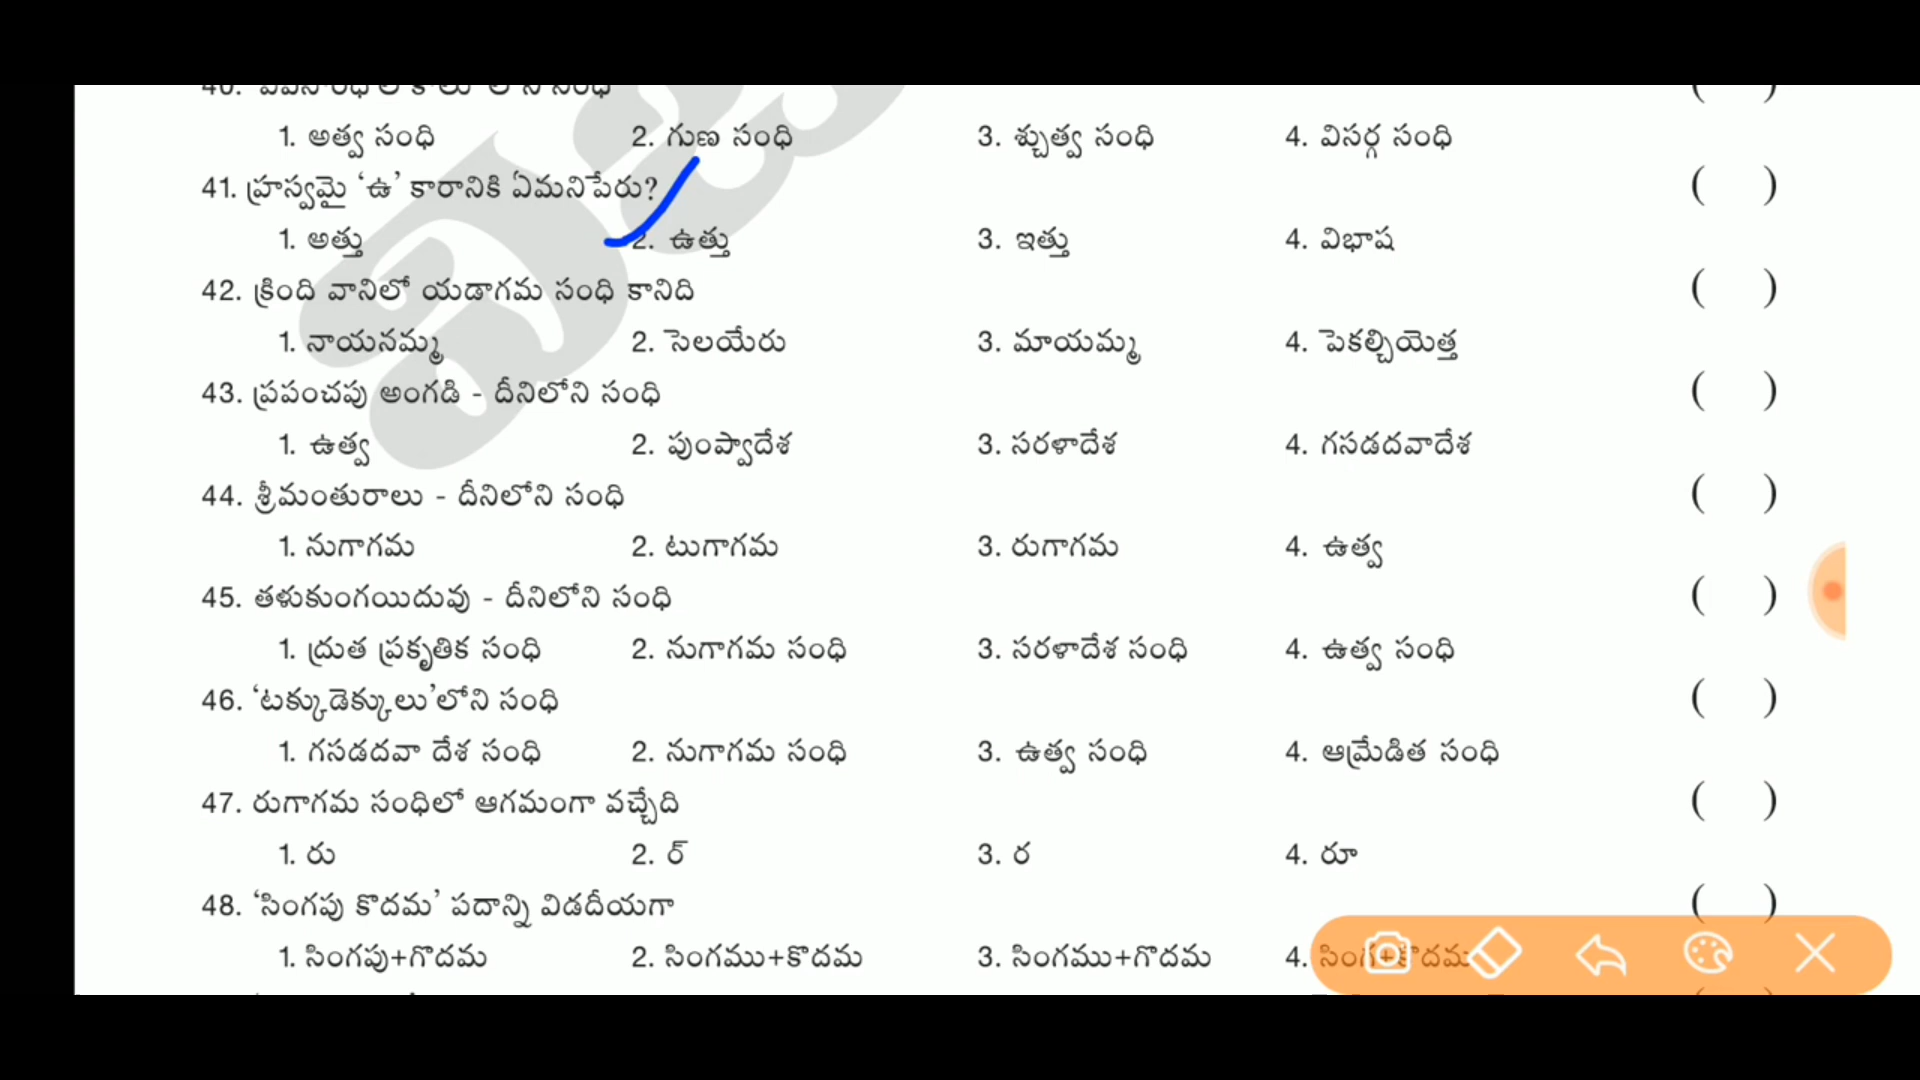 1. అత్వ సంధి 2. గుణ సంధి 3. శ్చుత్వ సంధి 4. విసర్గ సంధి
41. హ్రస్వమై ‘ఉ’ కారానికి ఏమనిపేరు? ( )
1. అత్తు 2. ఉత్తు 3. ఇత్తు 4. విభాష
42. క్రింది వానిలో యడాగమ సంధి కానిది ( )
1. నాయనమ్మ 2. సెలయేరు 3. మాయమ్మ 4. పెకల్చియెత్త
43. ప్రపంచపు అంగడి - దీనిలోని సంధి ( )
1. ఉత్వ 2. పుంప్వాదేశ 3. సరళాదేశ 4. గసడదవాదేశ
44. శ్రీమంతురాలు - దీనిలోని సంధి ( )
1. నుగాగమ 2. టుగాగమ 3. రుగాగమ 4. ఉత్వ
45. తళుకుంగయిదువు - దీనిలోని సంధి ( )
1. ద్రుత ప్రకృతిక సంధి 2. నుగాగమ సంధి 3. సరళాదేశ సంధి 4. ఉత్వ సంధి
46. ‘టక్కుడెక్కులు’లోని సంధి ( )
1. గసడదవా దేశ సంధి 2. నుగాగమ సంధి 3. ఉత్వ సంధి 4. ఆమ్రేడిత సంధి
47. రుగాగమ సంధిలో ఆగమంగా వచ్చేది ( )
1. రు 2. ర్ 3. ర 4. రూ
48. ‘సింగపు కొదమ’ పదాన్ని విడదీయగా ( )
1. సింగపు+గొదమ 2. సింగము+కొదమ 3. సింగము+గొదమ 4. సింగ+కొదమ